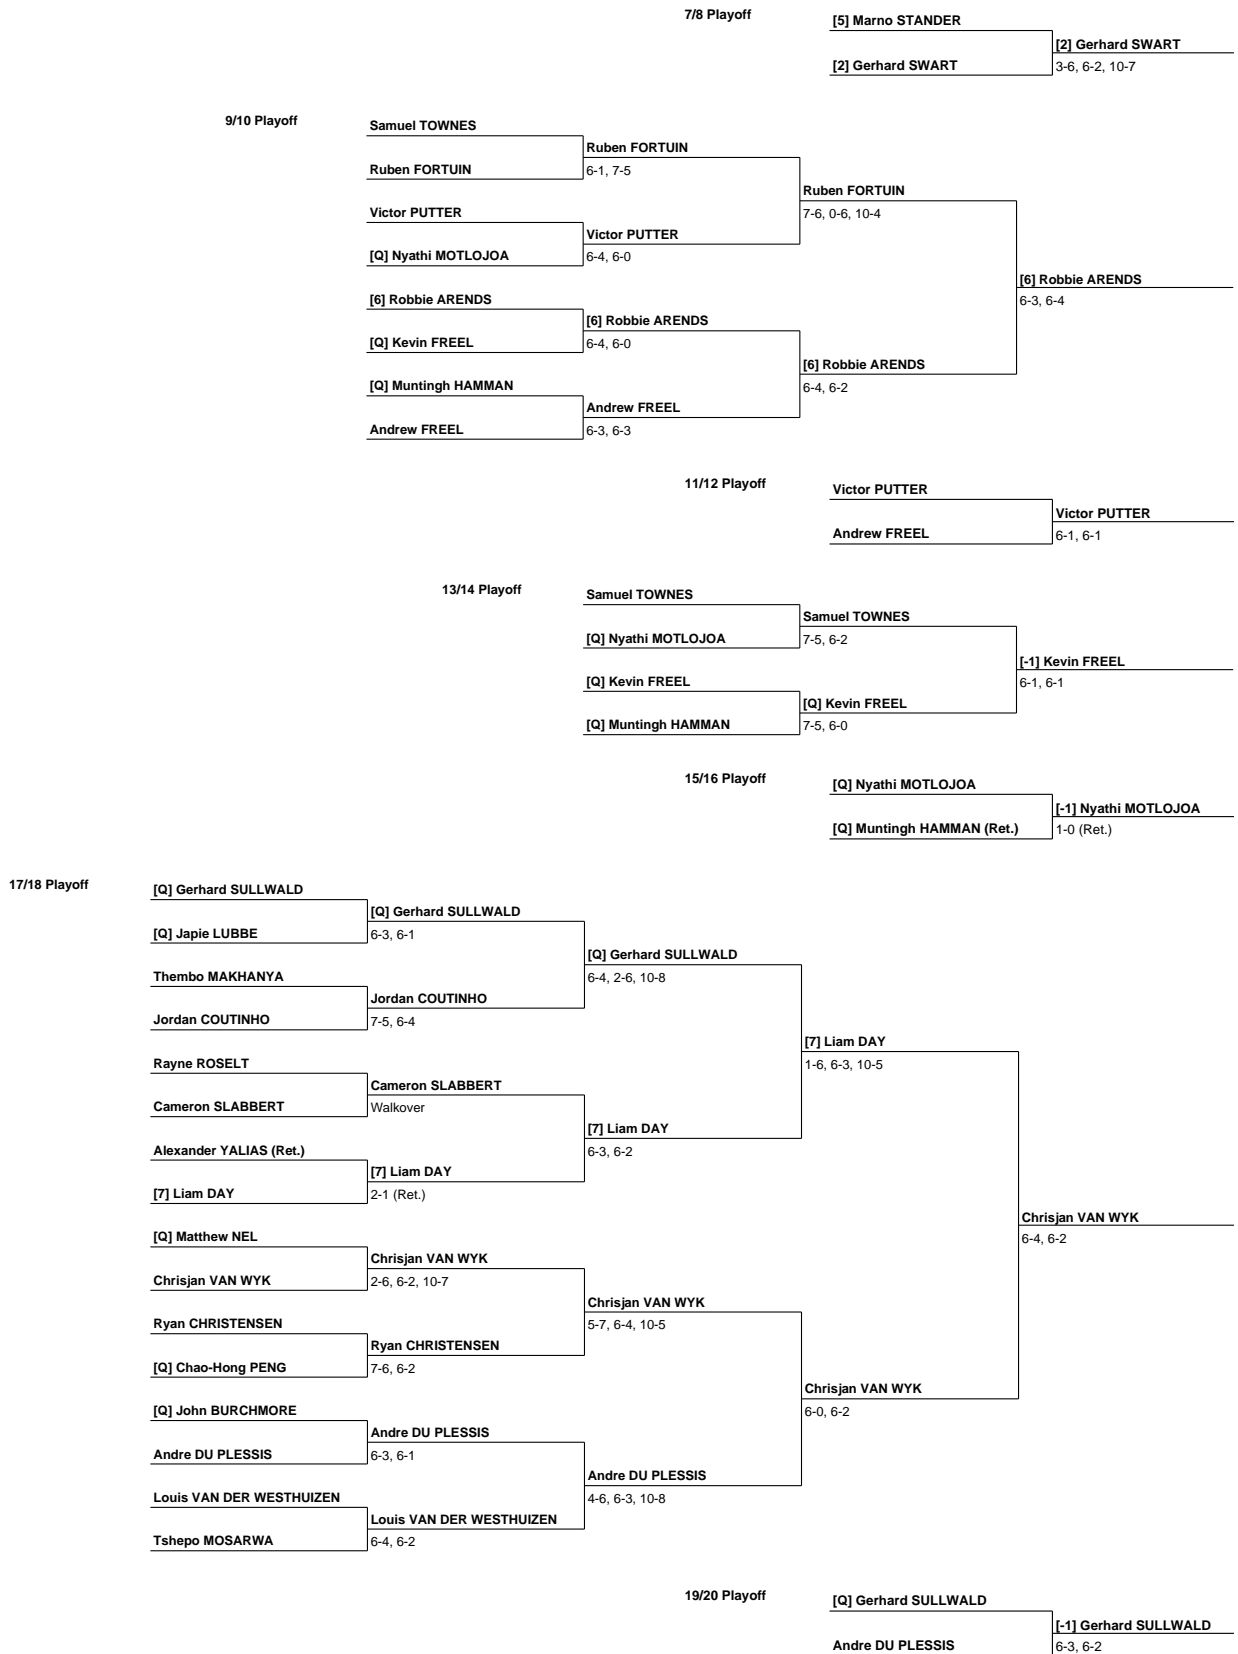 7/8 Playoff
[5] Marno STANDER
[2] Gerhard SWART
[2] Gerhard SWART
3-6, 6-2, 10-7
9/10 Playoff
Samuel TOWNES
Ruben FORTUIN
Ruben FORTUIN
6-1, 7-5
Ruben FORTUIN
7-6, 0-6, 10-4
Victor PUTTER
Victor PUTTER
[Q] Nyathi MOTLOJOA
6-4, 6-0
[6] Robbie ARENDS
6-3, 6-4
[6] Robbie ARENDS
[6] Robbie ARENDS
[Q] Kevin FREEL
6-4, 6-0
[6] Robbie ARENDS
6-4, 6-2
[Q] Muntingh HAMMAN
Andrew FREEL
Andrew FREEL
6-3, 6-3
11/12 Playoff
Victor PUTTER
Victor PUTTER
Andrew FREEL
6-1, 6-1
13/14 Playoff
Samuel TOWNES
Samuel TOWNES
[Q] Nyathi MOTLOJOA
7-5, 6-2
[-1] Kevin FREEL
6-1, 6-1
[Q] Kevin FREEL
[Q] Kevin FREEL
[Q] Muntingh HAMMAN
7-5, 6-0
15/16 Playoff
[Q] Nyathi MOTLOJOA
[-1] Nyathi MOTLOJOA
[Q] Muntingh HAMMAN (Ret.)
1-0 (Ret.)
17/18 Playoff
[Q] Gerhard SULLWALD
[Q] Gerhard SULLWALD
[Q] Japie LUBBE
6-3, 6-1
[Q] Gerhard SULLWALD
6-4, 2-6, 10-8
Thembo MAKHANYA
Jordan COUTINHO
Jordan COUTINHO
7-5, 6-4
[7] Liam DAY
1-6, 6-3, 10-5
Rayne ROSELT
Cameron SLABBERT
Cameron SLABBERT
Walkover
[7] Liam DAY
6-3, 6-2
Alexander YALIAS (Ret.)
[7] Liam DAY
[7] Liam DAY
2-1 (Ret.)
Chrisjan VAN WYK
6-4, 6-2
[Q] Matthew NEL
Chrisjan VAN WYK
Chrisjan VAN WYK
2-6, 6-2, 10-7
Chrisjan VAN WYK
5-7, 6-4, 10-5
Ryan CHRISTENSEN
Ryan CHRISTENSEN
[Q] Chao-Hong PENG
7-6, 6-2
Chrisjan VAN WYK
6-0, 6-2
[Q] John BURCHMORE
Andre DU PLESSIS
Andre DU PLESSIS
6-3, 6-1
Andre DU PLESSIS
4-6, 6-3, 10-8
Louis VAN DER WESTHUIZEN
Louis VAN DER WESTHUIZEN
Tshepo MOSARWA
6-4, 6-2
19/20 Playoff
[Q] Gerhard SULLWALD
[-1] Gerhard SULLWALD
Andre DU PLESSIS
6-3, 6-2